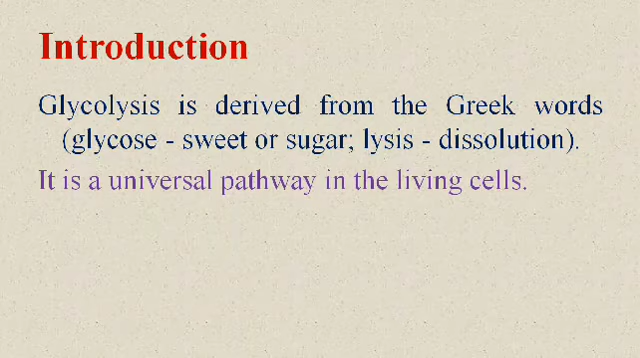 Introduction
Glycolysis is derived from the Greek words
(glycose - sweet or sugar; lysis - dissolution).
It is a universal pathway in the living cells.